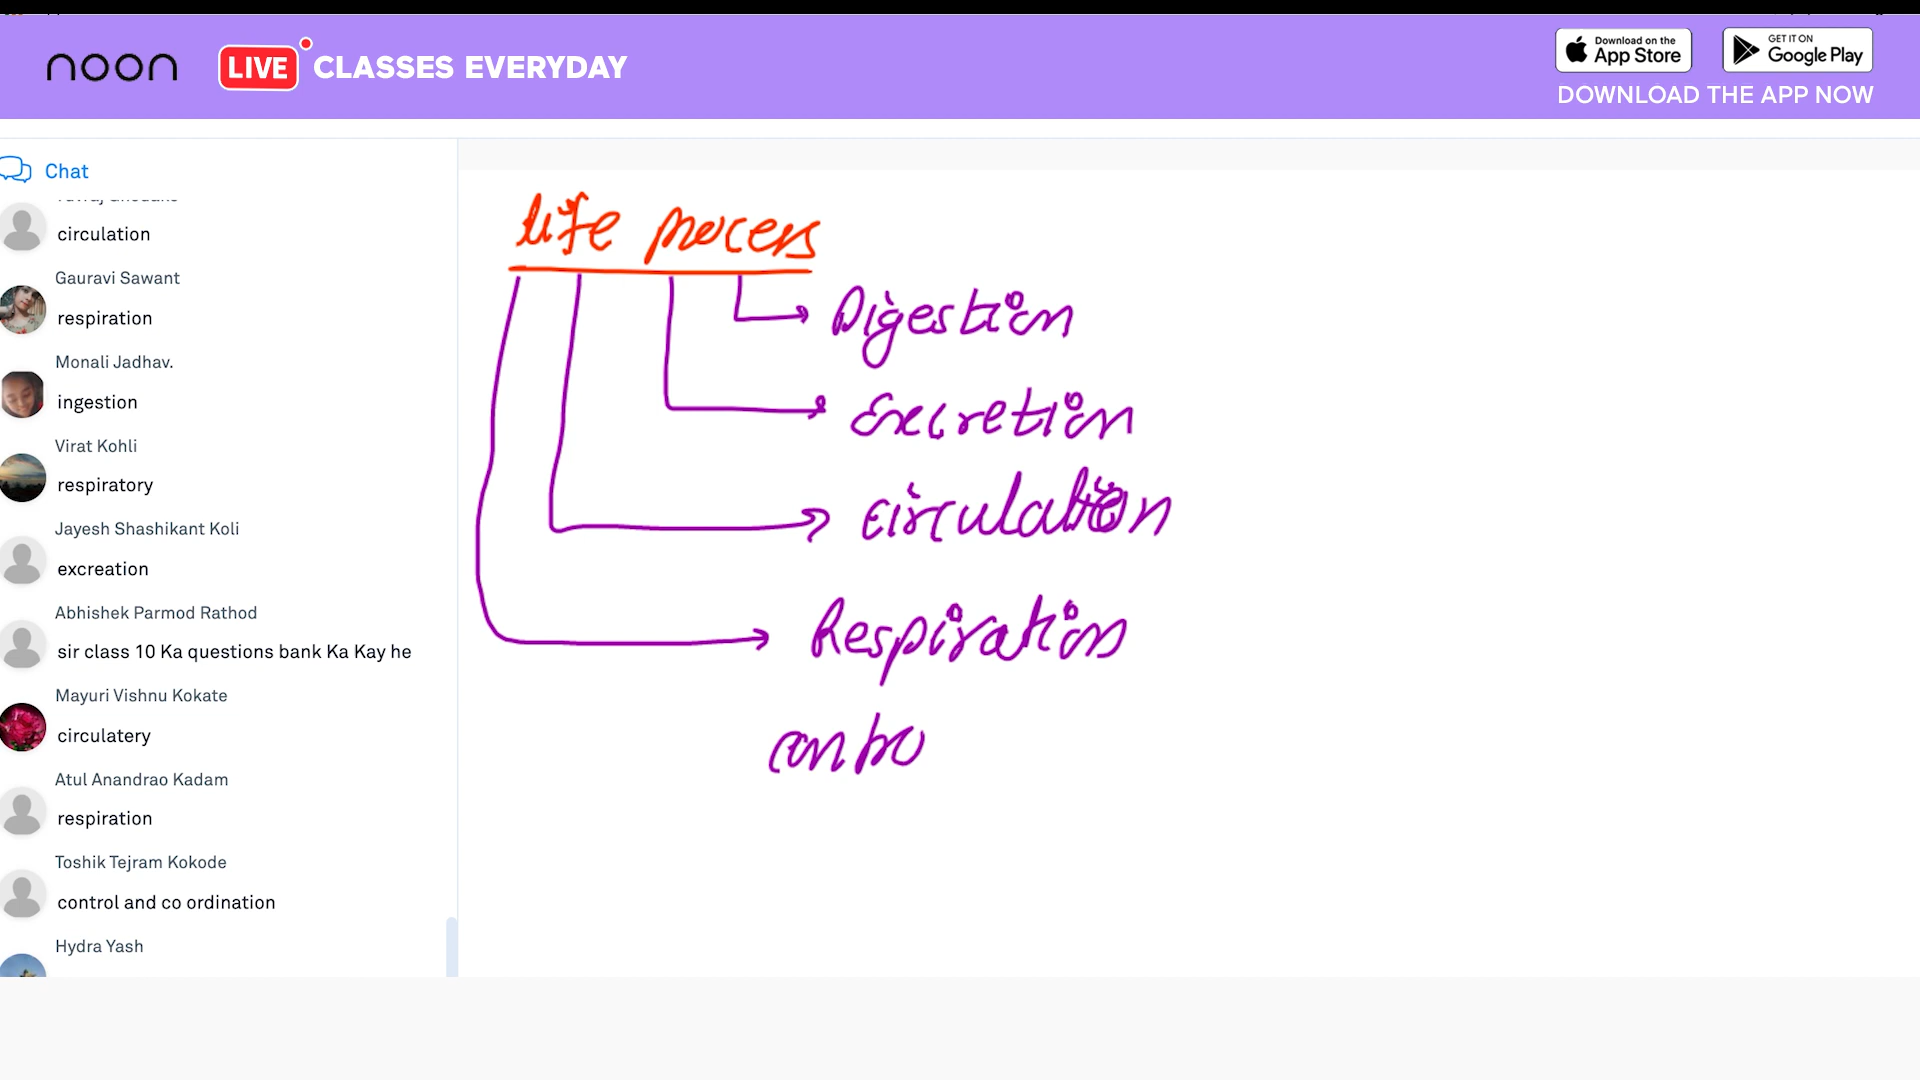 noon LIVE CLASSES EVERYDAY
Download on the App Store
GET IT ON Google Play
DOWNLOAD THE APP NOW
Chat
circulation
Gauravi Sawant
respiration
Monali Jadhav.
ingestion
Virat Kohli
respiratory
Jayesh Shashikant Koli
excreation
Abhishek Parmod Rathod
sir class 10 Ka questions bank Ka Kay he
Mayuri Vishnu Kokate
circulatery
Atul Anandrao Kadam
respiration
Toshik Tejram Kokode
control and co ordination
Hydra Yash
life process
Digestion
Excretion
circulation
Respiration
contro